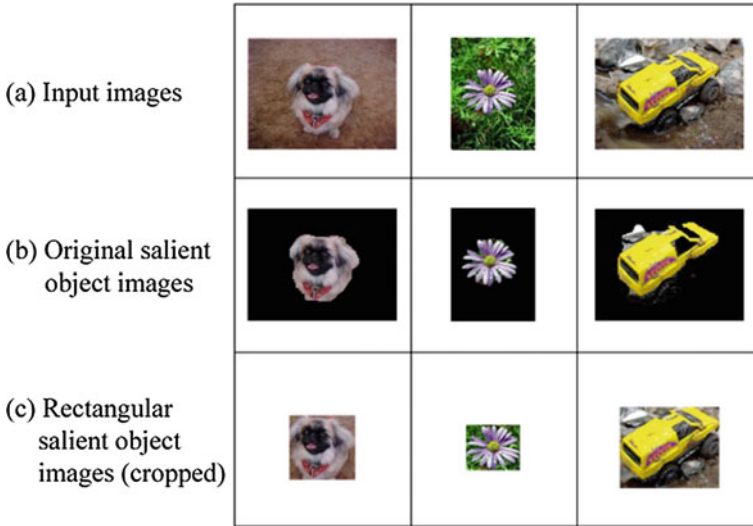 (a) Input images
(b) Original salient
object images
(c) Rectangular
salient object
images (cropped)